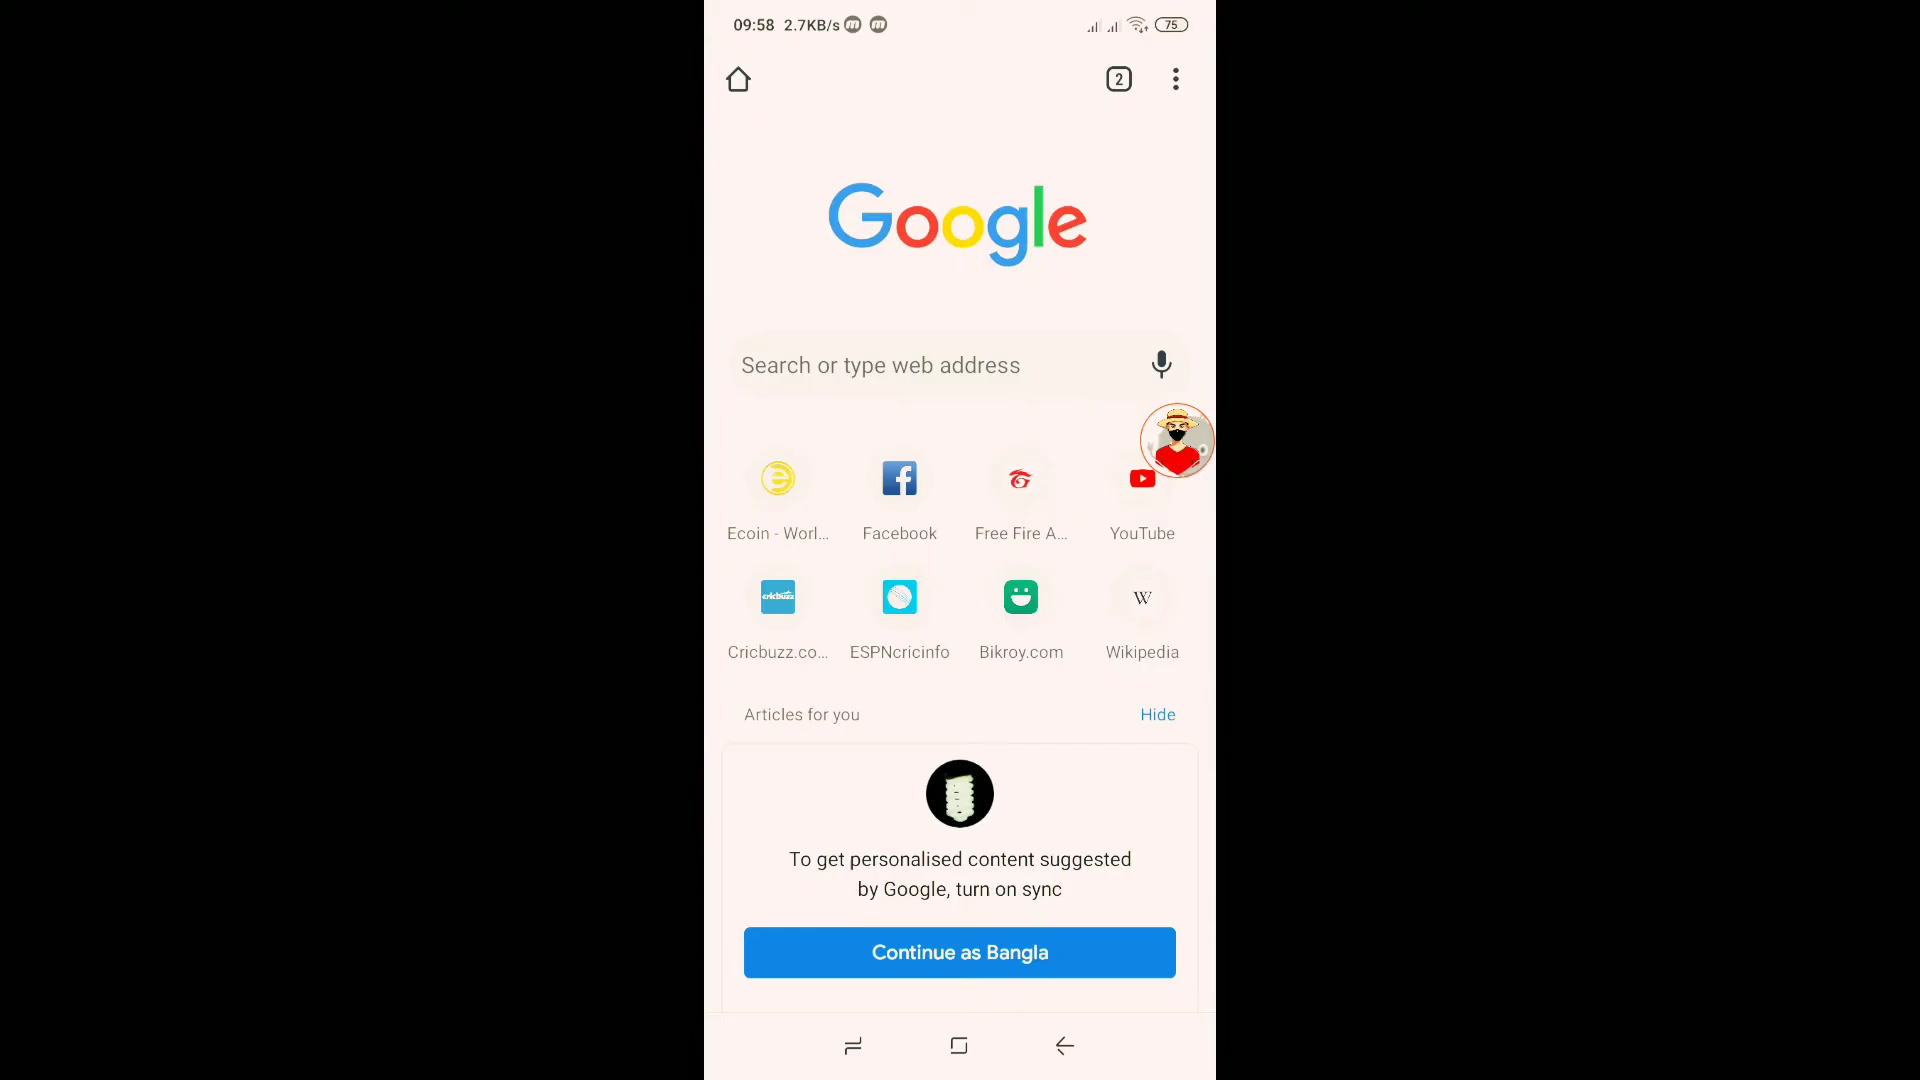 09:58 2.7KB/s
75
2
Google
Search or type web address
Ecoin - Worl... Facebook Free Fire A... YouTube
cricbuzz
W
Cricbuzz.co... ESPNcricinfo Bikroy.com Wikipedia
Articles for you Hide
To get personalised content suggested
by Google, turn on sync
Continue as Bangla